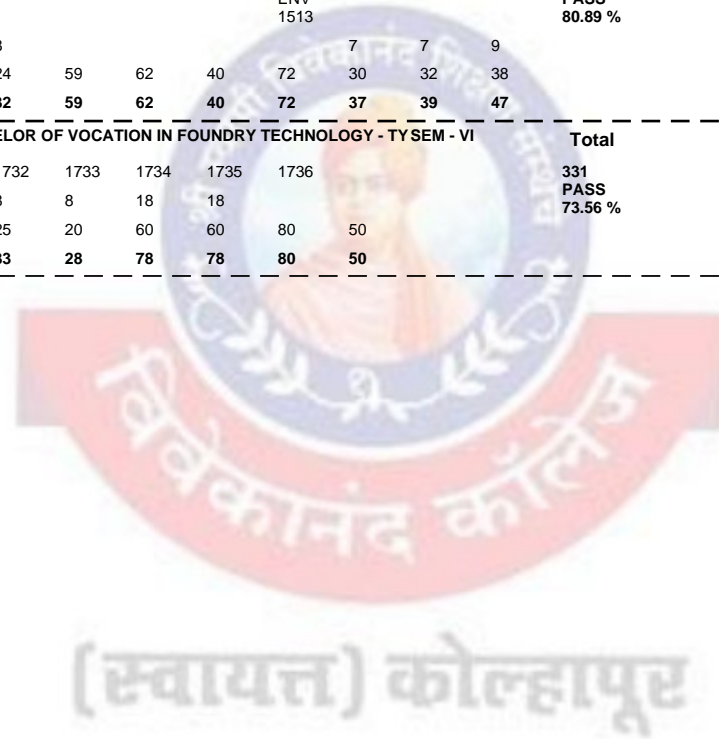 ENV PASS
1513 80.89 %
7 7 9
24 59 62 40 72 30 32 38
32 59 62 40 72 37 39 47
ELOR OF VOCATION IN FOUNDRY TECHNOLOGY - TY SEM - VI Total
1732 1733 1734 1735 1736 331
8 18 18 PASS
73.56 %
25 20 60 60 80 50
33 28 78 78 80 50
श्री स्वामी विवेकानंद शिक्षण संस्था
विवेकानंद कॉलेज
(स्वायत्त) कोल्हापूर